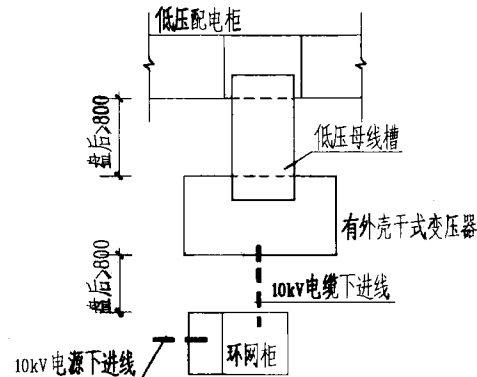 低压配电柜
盘后>800
低压母线槽
有外壳干式变压器
盘后>800
10kV电缆下进线
环网柜
10kV电源下进线